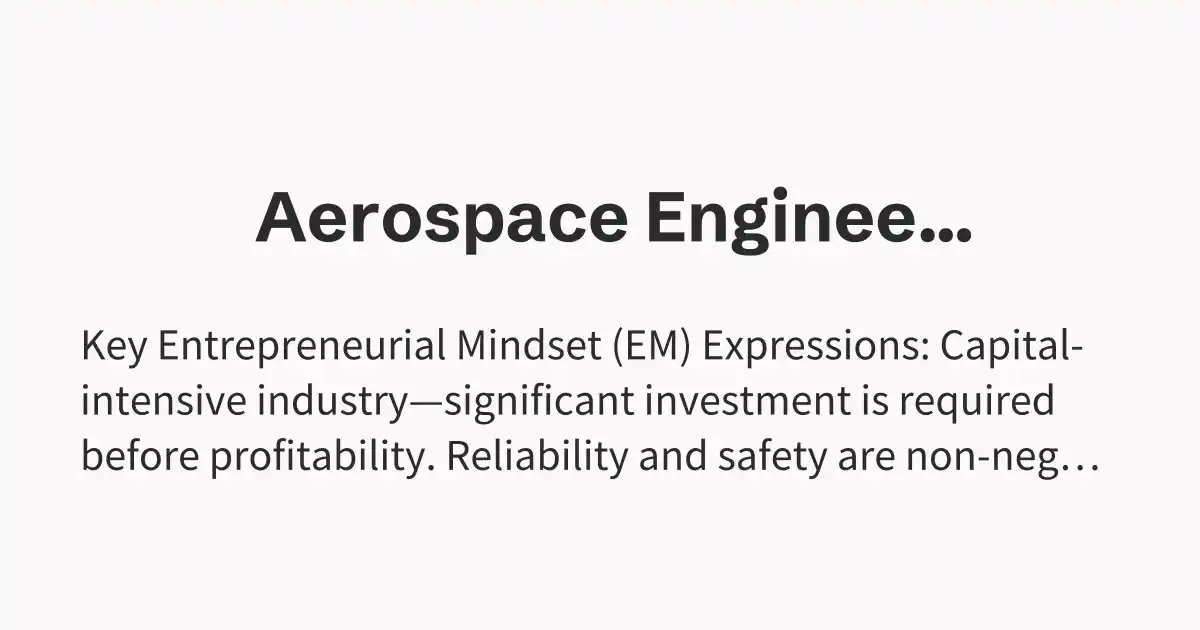 Aerospace Enginee...
Key Entrepreneurial Mindset (EM) Expressions: Capital-
intensive industry—significant investment is required
before profitability. Reliability and safety are non-neg...